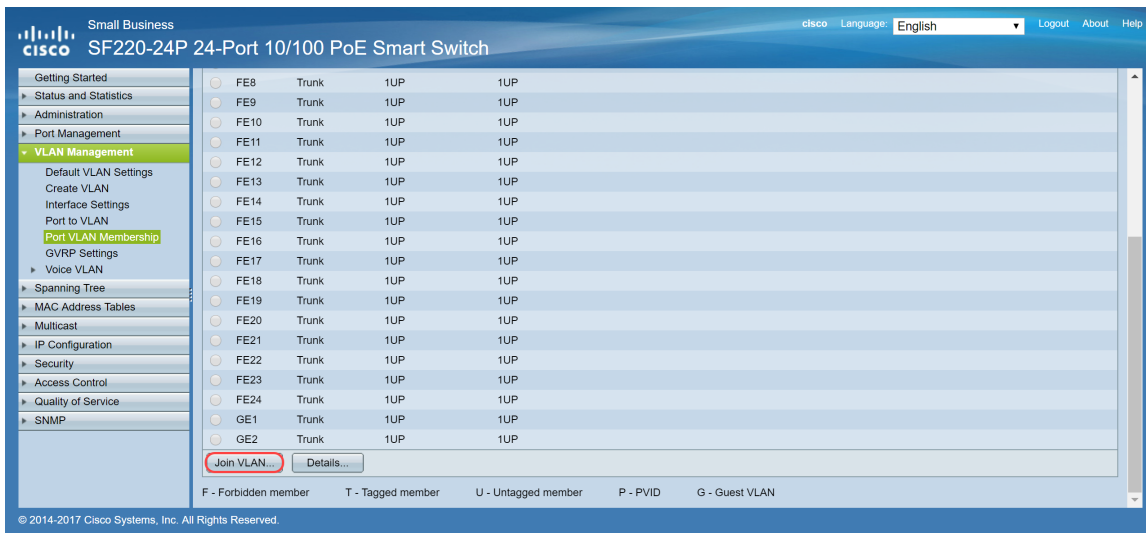 Small Business
cisco Language: English Logout About Help
CISCO SF220-24P 24-Port 10/100 PoE Smart Switch
Getting Started
Status and Statistics
Administration
Port Management
VLAN Management
Default VLAN Settings
Create VLAN
Interface Settings
Port to VLAN
Port VLAN Membership
GVRP Settings
Voice VLAN
Spanning Tree
MAC Address Tables
Multicast
IP Configuration
Security
Access Control
Quality of Service
SNMP
FE8 Trunk 1UP 1UP
FE9 Trunk 1UP 1UP
FE10 Trunk 1UP 1UP
FE11 Trunk 1UP 1UP
FE12 Trunk 1UP 1UP
FE13 Trunk 1UP 1UP
FE14 Trunk 1UP 1UP
FE15 Trunk 1UP 1UP
FE16 Trunk 1UP 1UP
FE17 Trunk 1UP 1UP
FE18 Trunk 1UP 1UP
FE19 Trunk 1UP 1UP
FE20 Trunk 1UP 1UP
FE21 Trunk 1UP 1UP
FE22 Trunk 1UP 1UP
FE23 Trunk 1UP 1UP
FE24 Trunk 1UP 1UP
GE1 Trunk 1UP 1UP
GE2 Trunk 1UP 1UP
Join VLAN... Details...
F - Forbidden member T - Tagged member U - Untagged member P - PVID G - Guest VLAN
© 2014-2017 Cisco Systems, Inc. All Rights Reserved.